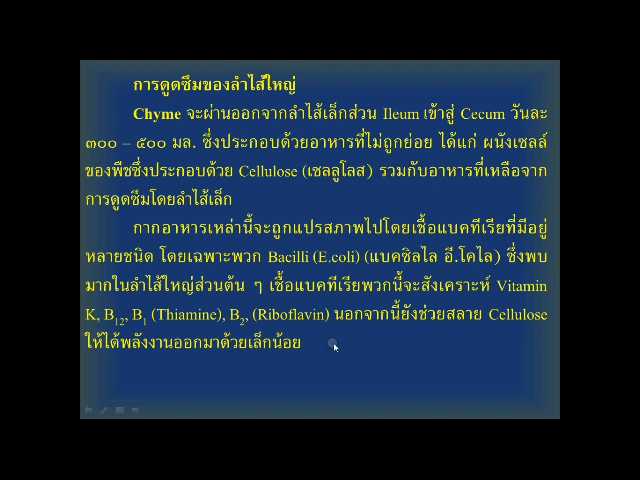 การดูดซึมของลำไส้ใหญ่
Chyme จะผ่านออกจากลำไส้เล็กส่วน Ileum เข้าสู่ Cecum วันละ
๓๐๐ – ๕๐๐ มล. ซึ่งประกอบด้วยอาหารที่ไม่ถูกย่อย ได้แก่ ผนังเซลล์
ของพืชซึ่งประกอบด้วย Cellulose (เซลลูโลส) รวมกับอาหารที่เหลือจาก
การดูดซึมโดยลำไส้เล็ก
กากอาหารเหล่านี้จะถูกแปรสภาพไปโดยเชื้อแบคทีเรียที่มีอยู่
หลายชนิด โดยเฉพาะพวก Bacilli (E.coli) (แบคซิลไล อี.โคไล) ซึ่งพบ
มากในลำไส้ใหญ่ส่วนต้น ๆ เชื้อแบคทีเรียพวกนี้จะสังเคราะห์ Vitamin
K, B12, B1 (Thiamine), B2, (Riboflavin) นอกจากนี้ยังช่วยสลาย Cellulose
ให้ได้พลังงานออกมาด้วยเล็กน้อย